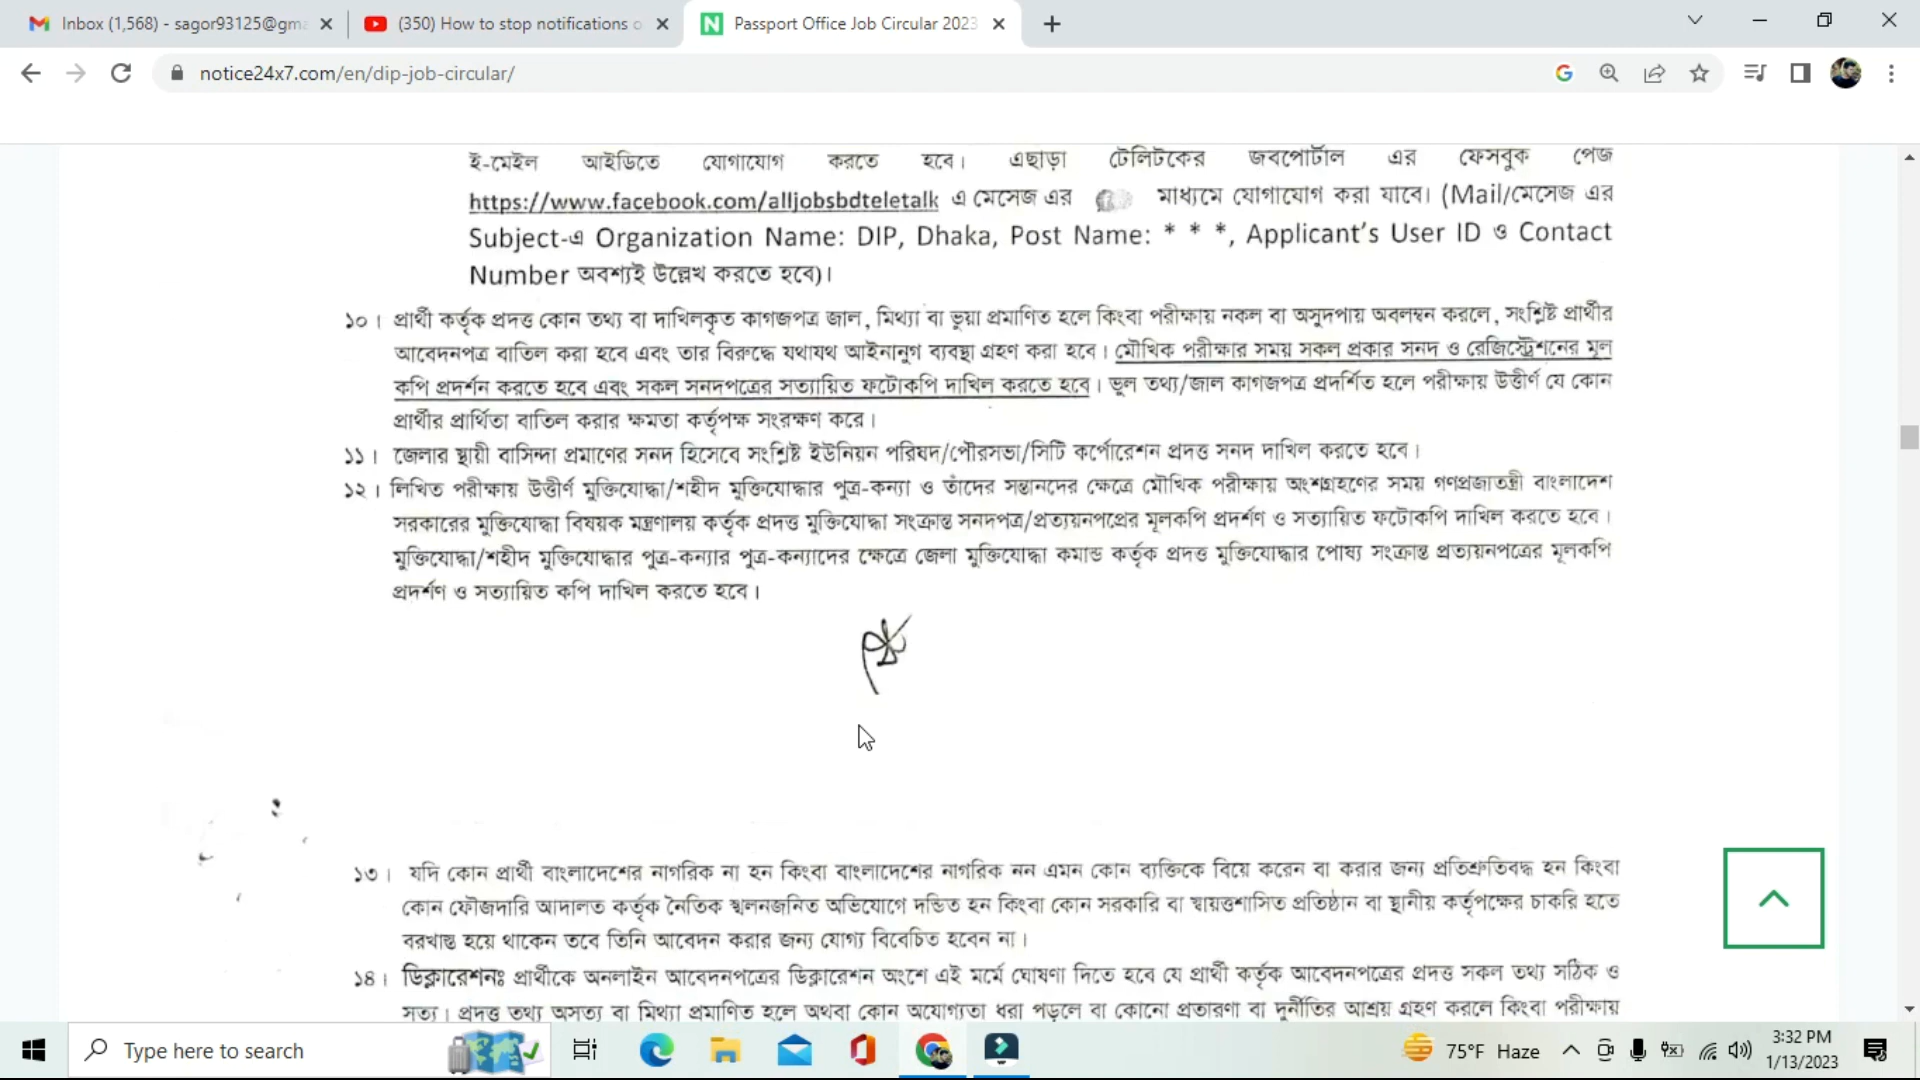 Inbox (1,568) - sagor93125@gma
(350) How to stop notifications o
Passport Office Job Circular 2023
notice24x7.com/en/dip-job-circular/
ই-মেইল আইডিতে যোগাযোগ করতে হবে। এছাড়া টেলিটকের জবপোর্টাল এর ফেসবুক পেজ
https://www.facebook.com/alljobsbdteletalk এ মেসেজ এর মাধ্যমে যোগাযোগ করা যাবে। (Mail/মেসেজ এর
Subject-এ Organization Name: DIP, Dhaka, Post Name: * * *, Applicant's User ID ও Contact
Number অবশ্যই উল্লেখ করতে হবে)।
১০। প্রার্থী কর্তৃক প্রদত্ত কোন তথ্য বা দাখিলকৃত কাগজপত্র জাল, মিথ্যা বা ভুয়া প্রমাণিত হলে কিংবা পরীক্ষায় নকল বা অসুদপায় অবলম্বন করলে, সংশ্লিষ্ট প্রার্থীর
আবেদনপত্র বাতিল করা হবে এবং তার বিরুদ্ধে যথাযথ আইনানুগ ব্যবস্থা গ্রহণ করা হবে। মৌখিক পরীক্ষার সময় সকল প্রকার সনদ ও রেজিস্ট্রেশনের মূল
কপি প্রদর্শন করতে হবে এবং সকল সনদপত্রের সত্যায়িত ফটোকপি দাখিল করতে হবে। ভুল তথ্য/জাল কাগজপত্র প্রদর্শিত হলে পরীক্ষায় উত্তীর্ণ যে কোন
প্রার্থীর প্রার্থিতা বাতিল করার ক্ষমতা কর্তৃপক্ষ সংরক্ষণ করে।
১১। জেলার স্থায়ী বাসিন্দা প্রমাণের সনদ হিসেবে সংশ্লিষ্ট ইউনিয়ন পরিষদ/পৌরসভা/সিটি কর্পোরেশন প্রদত্ত সনদ দাখিল করতে হবে।
১২। লিখিত পরীক্ষায় উত্তীর্ণ মুক্তিযোদ্ধা/শহীদ মুক্তিযোদ্ধার পুত্র-কন্যা ও তাঁদের সন্তানদের ক্ষেত্রে মৌখিক পরীক্ষায় অংশগ্রহণের সময় গণপ্রজাতন্ত্রী বাংলাদেশ
সরকারের মুক্তিযোদ্ধা বিষয়ক মন্ত্রণালয় কর্তৃক প্রদত্ত মুক্তিযোদ্ধা সংক্রান্ত সনদপত্র/প্রত্যয়নপপ্রের মূলকপি প্রদর্শণ ও সত্যায়িত ফটোকপি দাখিল করতে হবে।
মুক্তিযোদ্ধা/শহীদ মুক্তিযোদ্ধার পুত্র-কন্যার পুত্র-কন্যাদের ক্ষেত্রে জেলা মুক্তিযোদ্ধা কমান্ড কর্তৃক প্রদত্ত মুক্তিযোদ্ধার পোষ্য সংক্রান্ত প্রত্যয়নপত্রের মূলকপি
প্রদর্শণ ও সত্যায়িত কপি দাখিল করতে হবে।
১৩। যদি কোন প্রার্থী বাংলাদেশের নাগরিক না হন কিংবা বাংলাদেশের নাগরিক নন এমন কোন ব্যক্তিকে বিয়ে করেন বা করার জন্য প্রতিশ্রুতিবদ্ধ হন কিংবা
কোন ফৌজদারি আদালত কর্তৃক নৈতিক স্খলনজনিত অভিযোগে দন্ডিত হন কিংবা কোন সরকারি বা স্বায়ত্তশাসিত প্রতিষ্ঠান বা স্থানীয় কর্তৃপক্ষের চাকরি হতে
বরখাস্ত হয়ে থাকেন তবে তিনি আবেদন করার জন্য যোগ্য বিবেচিত হবেন না।
১৪। ডিক্লারেশনঃ প্রার্থীকে অনলাইন আবেদনপত্রের ডিক্লারেশন অংশে এই মর্মে ঘোষণা দিতে হবে যে প্রার্থী কর্তৃক আবেদনপত্রের প্রদত্ত সকল তথ্য সঠিক ও
সত্য। প্রদত্ত তথ্য অসত্য বা মিথ্যা প্রমাণিত হলে অথবা কোন অযোগ্যতা ধরা পড়লে বা কোনো প্রতারণা বা দুর্নীতির আশ্রয় গ্রহণ করলে কিংবা পরীক্ষায়
Type here to search
75°F Haze
3:32 PM
1/13/2023